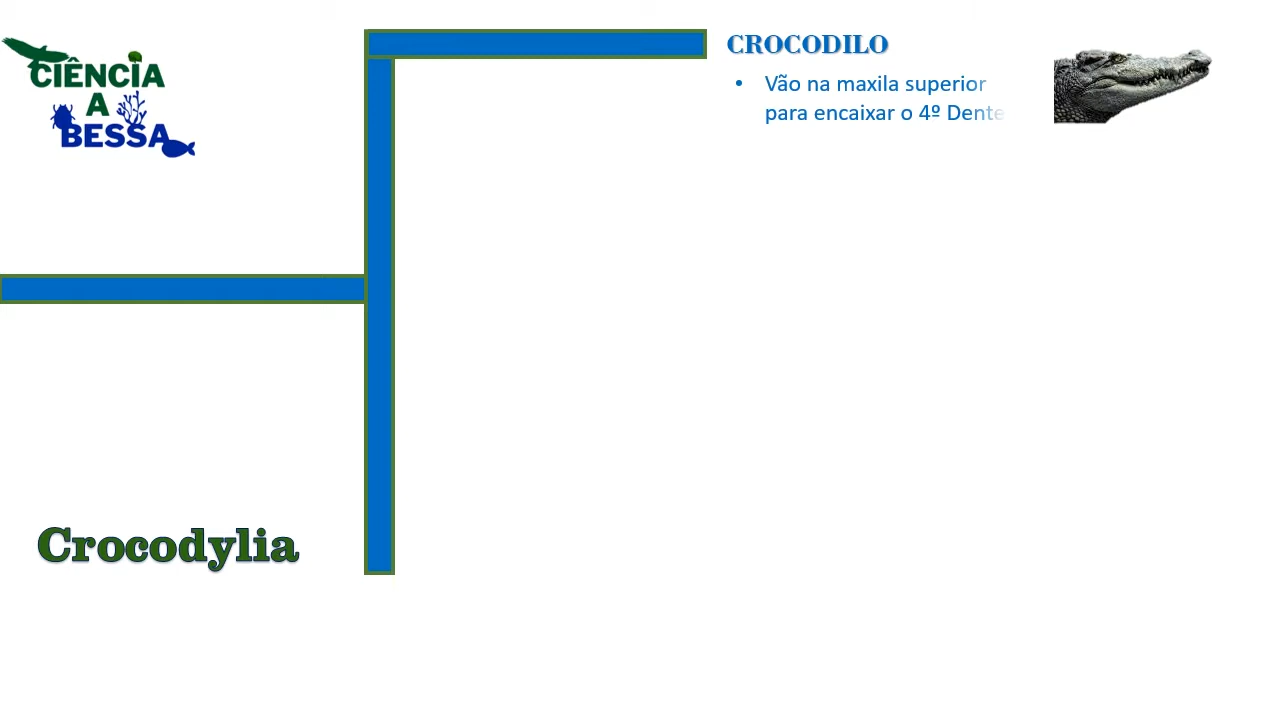 CIÊNCIA
A
BESSA
CROCODILO
• Vão na maxila superior
para encaixar o 4º Dente
Crocodylia